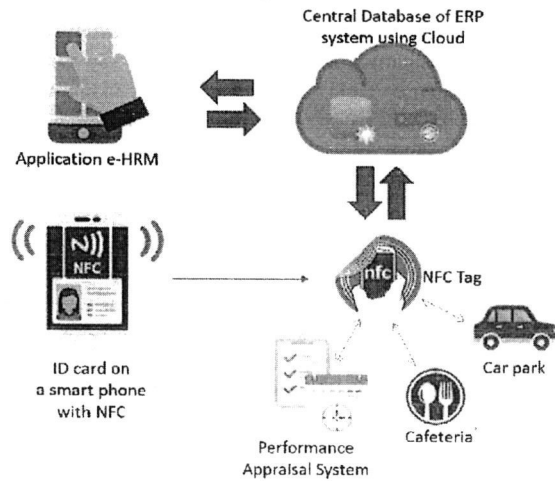 Central Database of ERP
system using Cloud
Application e-HRM
NFC
nfc
NFC Tag
ID card on
a smart phone
with NFC
Car park
Cafeteria
Performance
Appraisal System